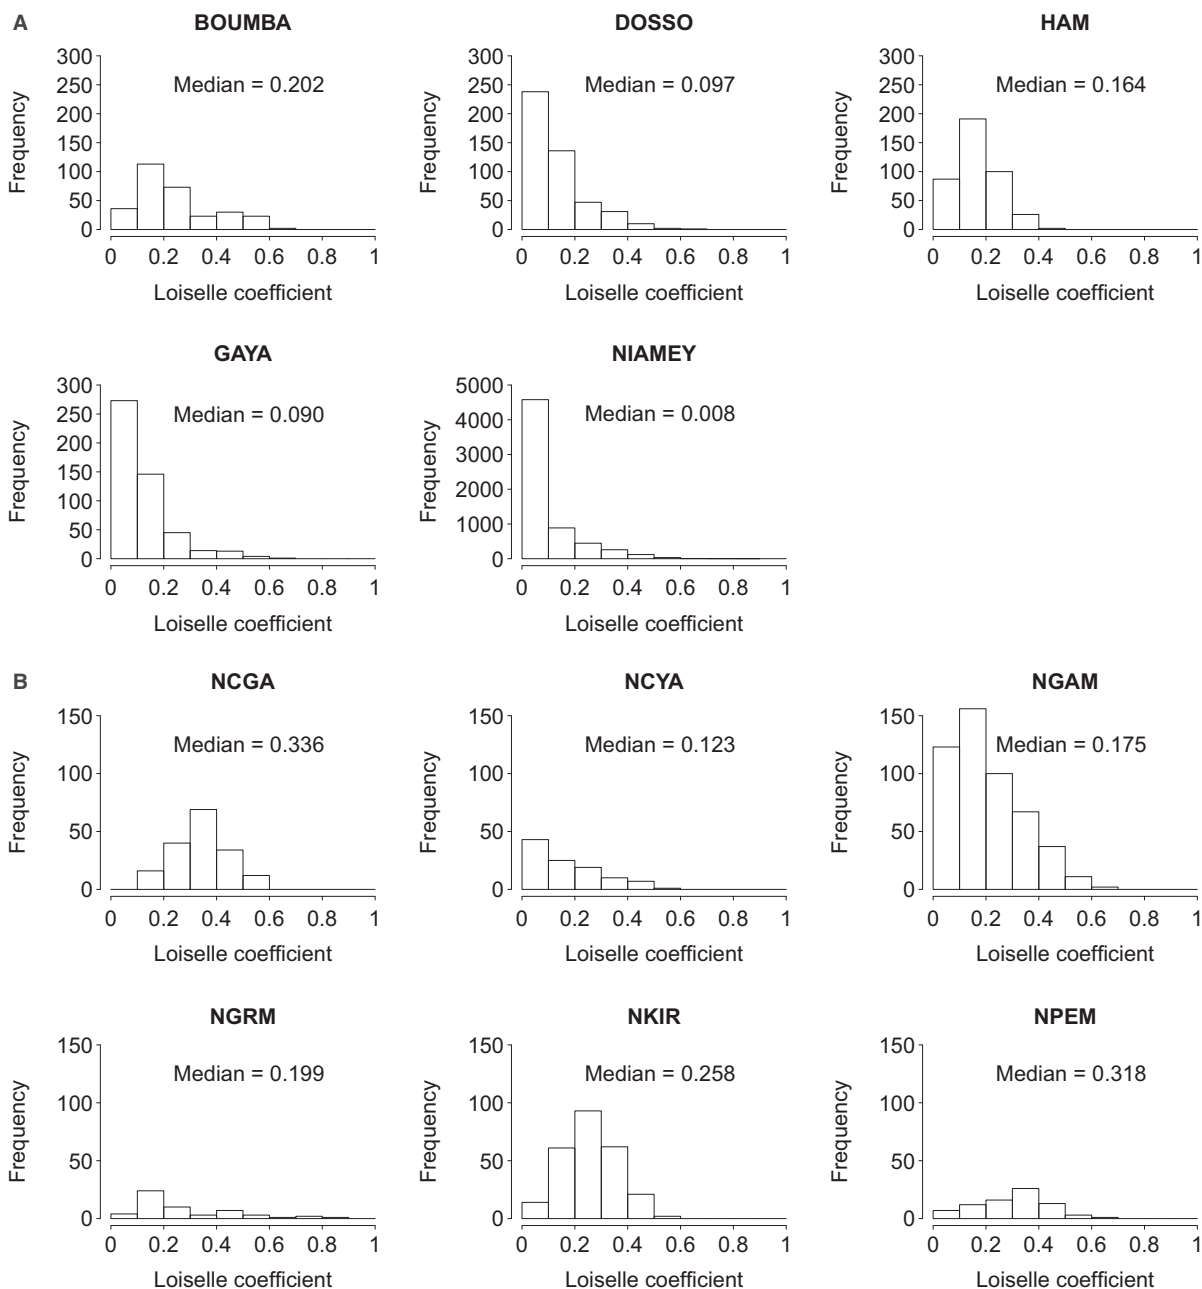 A
BOUMBA
DOSSO
HAM
Frequency
300
250
200
150
100
50
0
Median = 0.202
0 0.2 0.4 0.6 0.8 1
Loiselle coefficient
Frequency
300
250
200
150
100
50
0
Median = 0.097
0 0.2 0.4 0.6 0.8 1
Loiselle coefficient
Frequency
300
250
200
150
100
50
0
Median = 0.164
0 0.2 0.4 0.6 0.8 1
Loiselle coefficient
GAYA
NIAMEY
Frequency
300
250
200
150
100
50
0
Median = 0.090
0 0.2 0.4 0.6 0.8 1
Loiselle coefficient
Frequency
5000
4000
3000
2000
1000
0
Median = 0.008
0 0.2 0.4 0.6 0.8 1
Loiselle coefficient
B
NCGA
NCYA
NGAM
Frequency
150
100
50
0
Median = 0.336
0 0.2 0.4 0.6 0.8 1
Loiselle coefficient
Frequency
150
100
50
0
Median = 0.123
0 0.2 0.4 0.6 0.8 1
Loiselle coefficient
Frequency
150
100
50
0
Median = 0.175
0 0.2 0.4 0.6 0.8 1
Loiselle coefficient
NGRM
NKIR
NPEM
Frequency
150
100
50
0
Median = 0.199
0 0.2 0.4 0.6 0.8 1
Loiselle coefficient
Frequency
150
100
50
0
Median = 0.258
0 0.2 0.4 0.6 0.8 1
Loiselle coefficient
Frequency
150
100
50
0
Median = 0.318
0 0.2 0.4 0.6 0.8 1
Loiselle coefficient